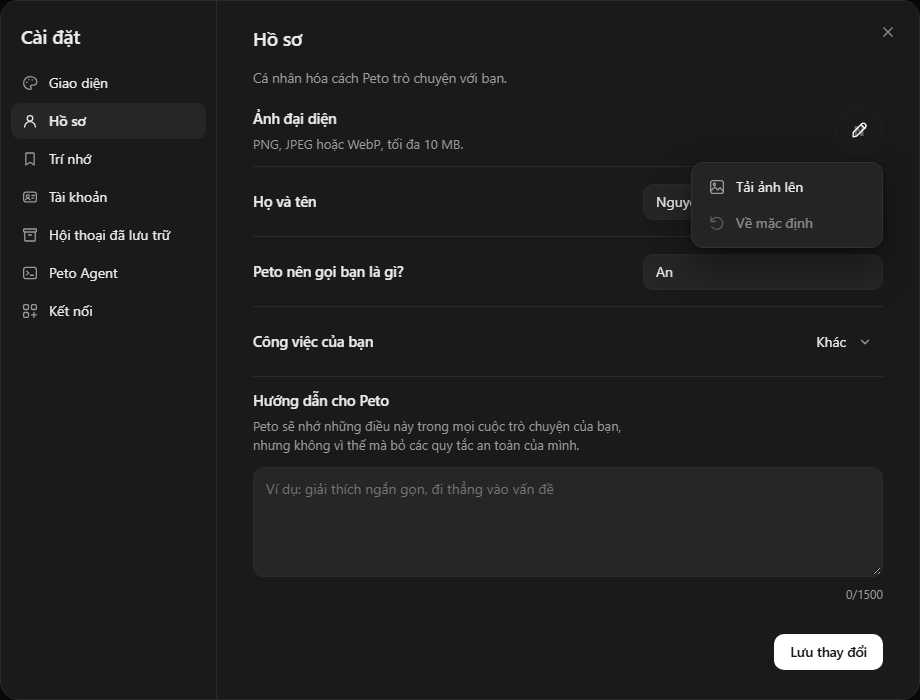 Cài đặt
Giao diện
Hồ sơ
Trí nhớ
Tài khoản
Hội thoại đã lưu trữ
Peto Agent
Kết nối
Hồ sơ
Cá nhân hóa cách Peto trò chuyện với bạn.
Ảnh đại diện
PNG, JPEG hoặc WebP, tối đa 10 MB.
Tải ảnh lên
Về mặc định
Họ và tên
Peto nên gọi bạn là gì?
An
Công việc của bạn
Khác
Hướng dẫn cho Peto
Peto sẽ nhớ những điều này trong mọi cuộc trò chuyện của bạn,
nhưng không vì thế mà bỏ các quy tắc an toàn của mình.
Ví dụ: giải thích ngắn gọn, đi thẳng vào vấn đề
0/1500
Lưu thay đổi